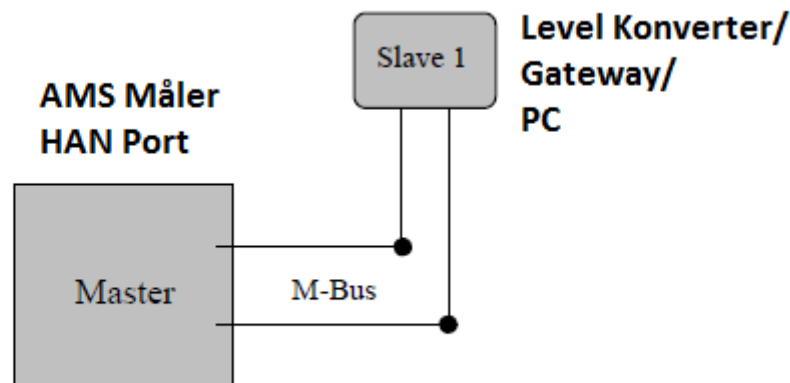 Slave 1
Level Konverter/
Gateway/
PC
AMS Måler
HAN Port
Master
M-Bus